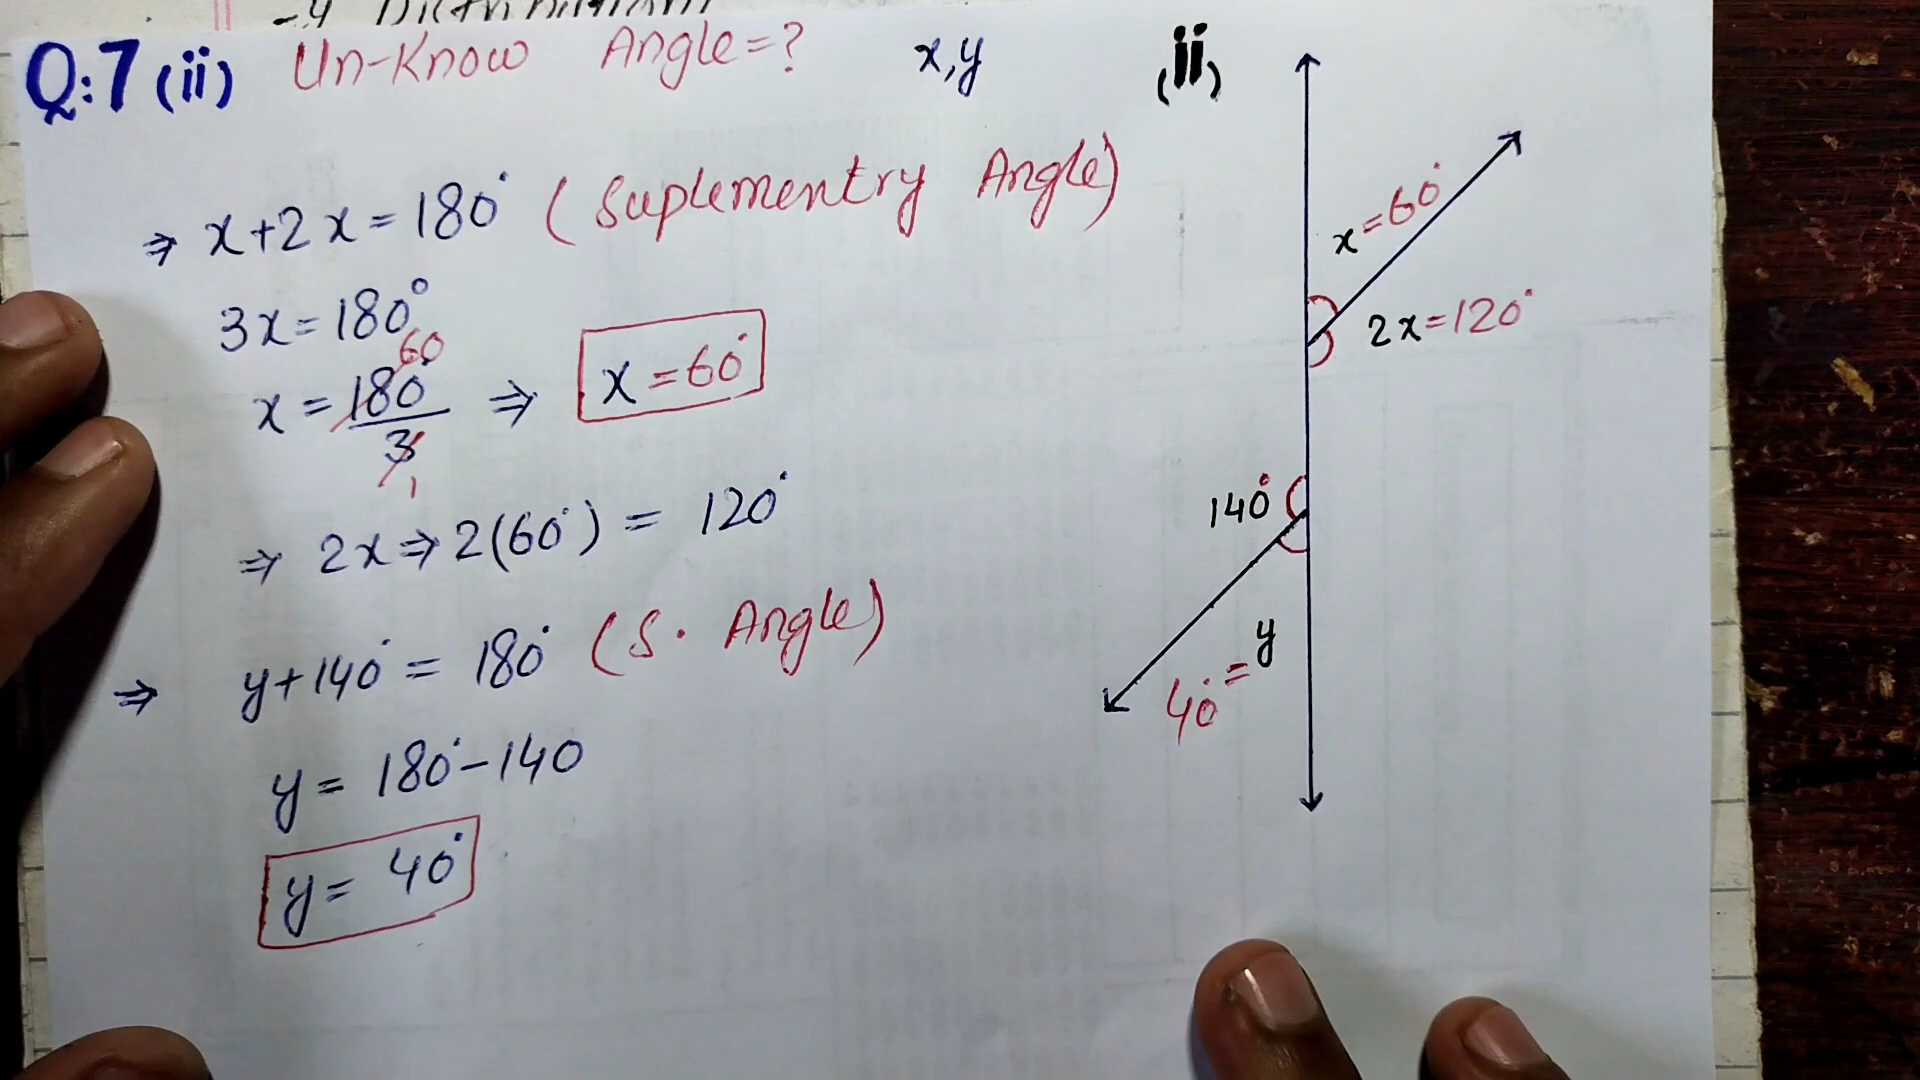 Q:7 (ii) Un-Know Angle=? x,y
⇒ x+2x=180° (Suplementry Angle)
3x=180°
x=180°/3 60 1 ⇒ x=60°
⇒ 2x⇒2(60°) = 120°
⇒ y+140° = 180° (S. Angle)
y= 180°-140
y= 40°
(ii)
x=60°
2x=120°
140°
y
40°=